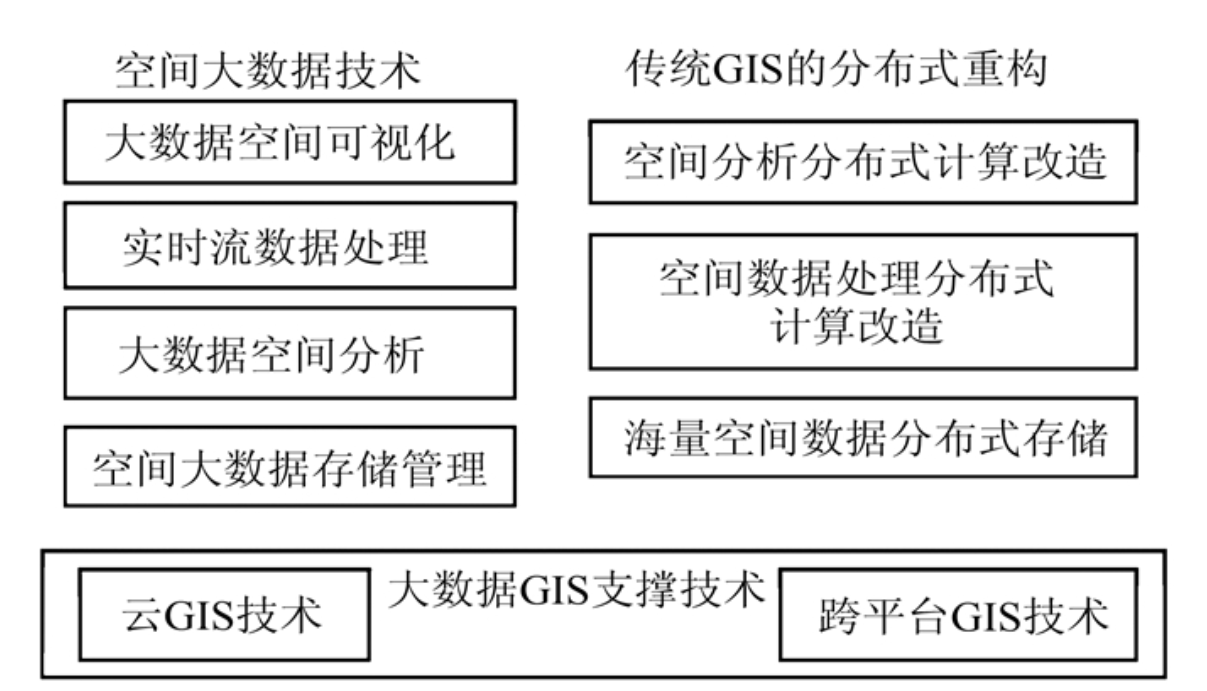 空间大数据技术
大数据空间可视化
实时流数据处理
大数据空间分析
空间大数据存储管理
传统GIS的分布式重构
空间分析分布式计算改造
空间数据处理分布式
计算改造
海量空间数据分布式存储
大数据GIS支撑技术
云GIS技术
跨平台GIS技术